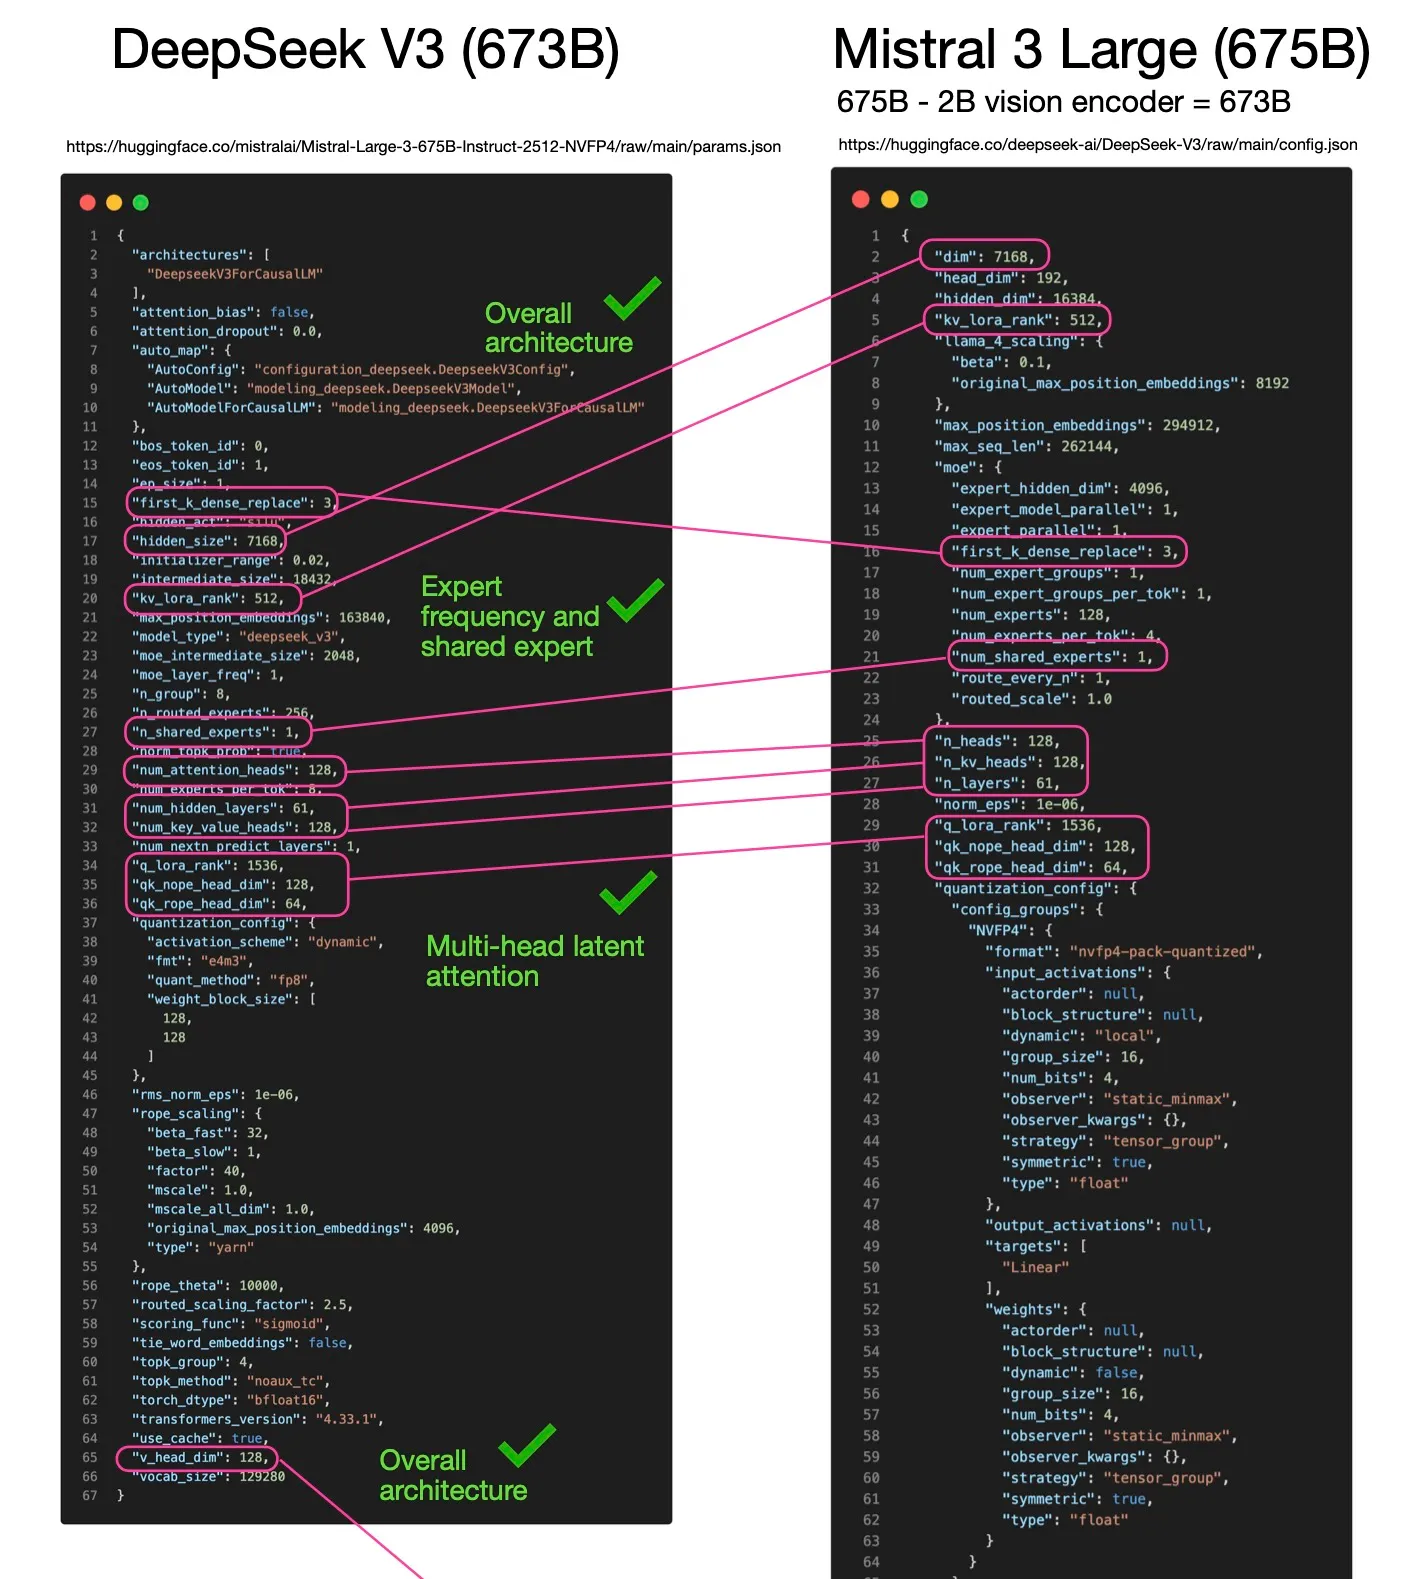 DeepSeek V3 (673B)
https://huggingface.co/mistralai/Mistral-Large-3-675B-Instruct-2512-NVFP4/raw/main/params.json
1 {
2 "architectures": [
3 "DeepseekV3ForCausalLM"
4 ],
5 "attention_bias": false,
6 "attention_dropout": 0.0,
7 "auto_map": {
8 "AutoConfig": "configuration_deepseek.DeepseekV3Config",
9 "AutoModel": "modeling_deepseek.DeepseekV3Model",
10 "AutoModelForCausalLM": "modeling_deepseek.DeepseekV3ForCausalLM"
11 },
12 "bos_token_id": 0,
13 "eos_token_id": 1,
14 "ep_size": 1,
15 "first_k_dense_replace": 3,
16 "hidden_act": "silu",
17 "hidden_size": 7168,
18 "initializer_range": 0.02,
19 "intermediate_size": 18432,
20 "kv_lora_rank": 512,
21 "max_position_embeddings": 163840,
22 "model_type": "deepseek_v3",
23 "moe_intermediate_size": 2048,
24 "moe_layer_freq": 1,
25 "n_group": 8,
26 "n_routed_experts": 256,
27 "n_shared_experts": 1,
28 "norm_topk_prob": true,
29 "num_attention_heads": 128,
30 "num_experts_per_tok": 8,
31 "num_hidden_layers": 61,
32 "num_key_value_heads": 128,
33 "num_nextn_predict_layers": 1,
34 "q_lora_rank": 1536,
35 "qk_nope_head_dim": 128,
36 "qk_rope_head_dim": 64,
37 "quantization_config": {
38 "activation_scheme": "dynamic",
39 "fmt": "e4m3",
40 "quant_method": "fp8",
41 "weight_block_size": [
42 128,
43 128
44 ]
45 },
46 "rms_norm_eps": 1e-06,
47 "rope_scaling": {
48 "beta_fast": 32,
49 "beta_slow": 1,
50 "factor": 40,
51 "mscale": 1.0,
52 "mscale_all_dim": 1.0,
53 "original_max_position_embeddings": 4096,
54 "type": "yarn"
55 },
56 "rope_theta": 10000,
57 "routed_scaling_factor": 2.5,
58 "scoring_func": "sigmoid",
59 "tie_word_embeddings": false,
60 "topk_group": 4,
61 "topk_method": "noaux_tc",
62 "torch_dtype": "bfloat16",
63 "transformers_version": "4.33.1",
64 "use_cache": true,
65 "v_head_dim": 128,
66 "vocab_size": 129280
67 }
Overall
architecture
Expert
frequency and
shared expert
Multi-head latent
attention
Overall
architecture
Mistral 3 Large (675B)
675B - 2B vision encoder = 673B
https://huggingface.co/deepseek-ai/DeepSeek-V3/raw/main/config.json
1 {
2 "dim": 7168,
3 "head_dim": 192,
4 "hidden_dim": 16384,
5 "kv_lora_rank": 512,
6 "llama_4_scaling": {
7 "beta": 0.1,
8 "original_max_position_embeddings": 8192
9 },
10 "max_position_embeddings": 294912,
11 "max_seq_len": 262144,
12 "moe": {
13 "expert_hidden_dim": 4096,
14 "expert_model_parallel": 1,
15 "expert_parallel": 1,
16 "first_k_dense_replace": 3,
17 "num_expert_groups": 1,
18 "num_expert_groups_per_tok": 1,
19 "num_experts": 128,
20 "num_experts_per_tok": 4,
21 "num_shared_experts": 1,
22 "route_every_n": 1,
23 "routed_scale": 1.0
24 },
25 "n_heads": 128,
26 "n_kv_heads": 128,
27 "n_layers": 61,
28 "norm_eps": 1e-06,
29 "q_lora_rank": 1536,
30 "qk_nope_head_dim": 128,
31 "qk_rope_head_dim": 64,
32 "quantization_config": {
33 "config_groups": {
34 "NVFP4": {
35 "format": "nvfp4-pack-quantized",
36 "input_activations": {
37 "actorder": null,
38 "block_structure": null,
39 "dynamic": "local",
40 "group_size": 16,
41 "num_bits": 4,
42 "observer": "static_minmax",
43 "observer_kwargs": {},
44 "strategy": "tensor_group",
45 "symmetric": true,
46 "type": "float"
47 },
48 "output_activations": null,
49 "targets": [
50 "Linear"
51 ],
52 "weights": {
53 "actorder": null,
54 "block_structure": null,
55 "dynamic": false,
56 "group_size": 16,
57 "num_bits": 4,
58 "observer": "static_minmax",
59 "observer_kwargs": {},
60 "strategy": "tensor_group",
61 "symmetric": true,
62 "type": "float"
63 }
64 }